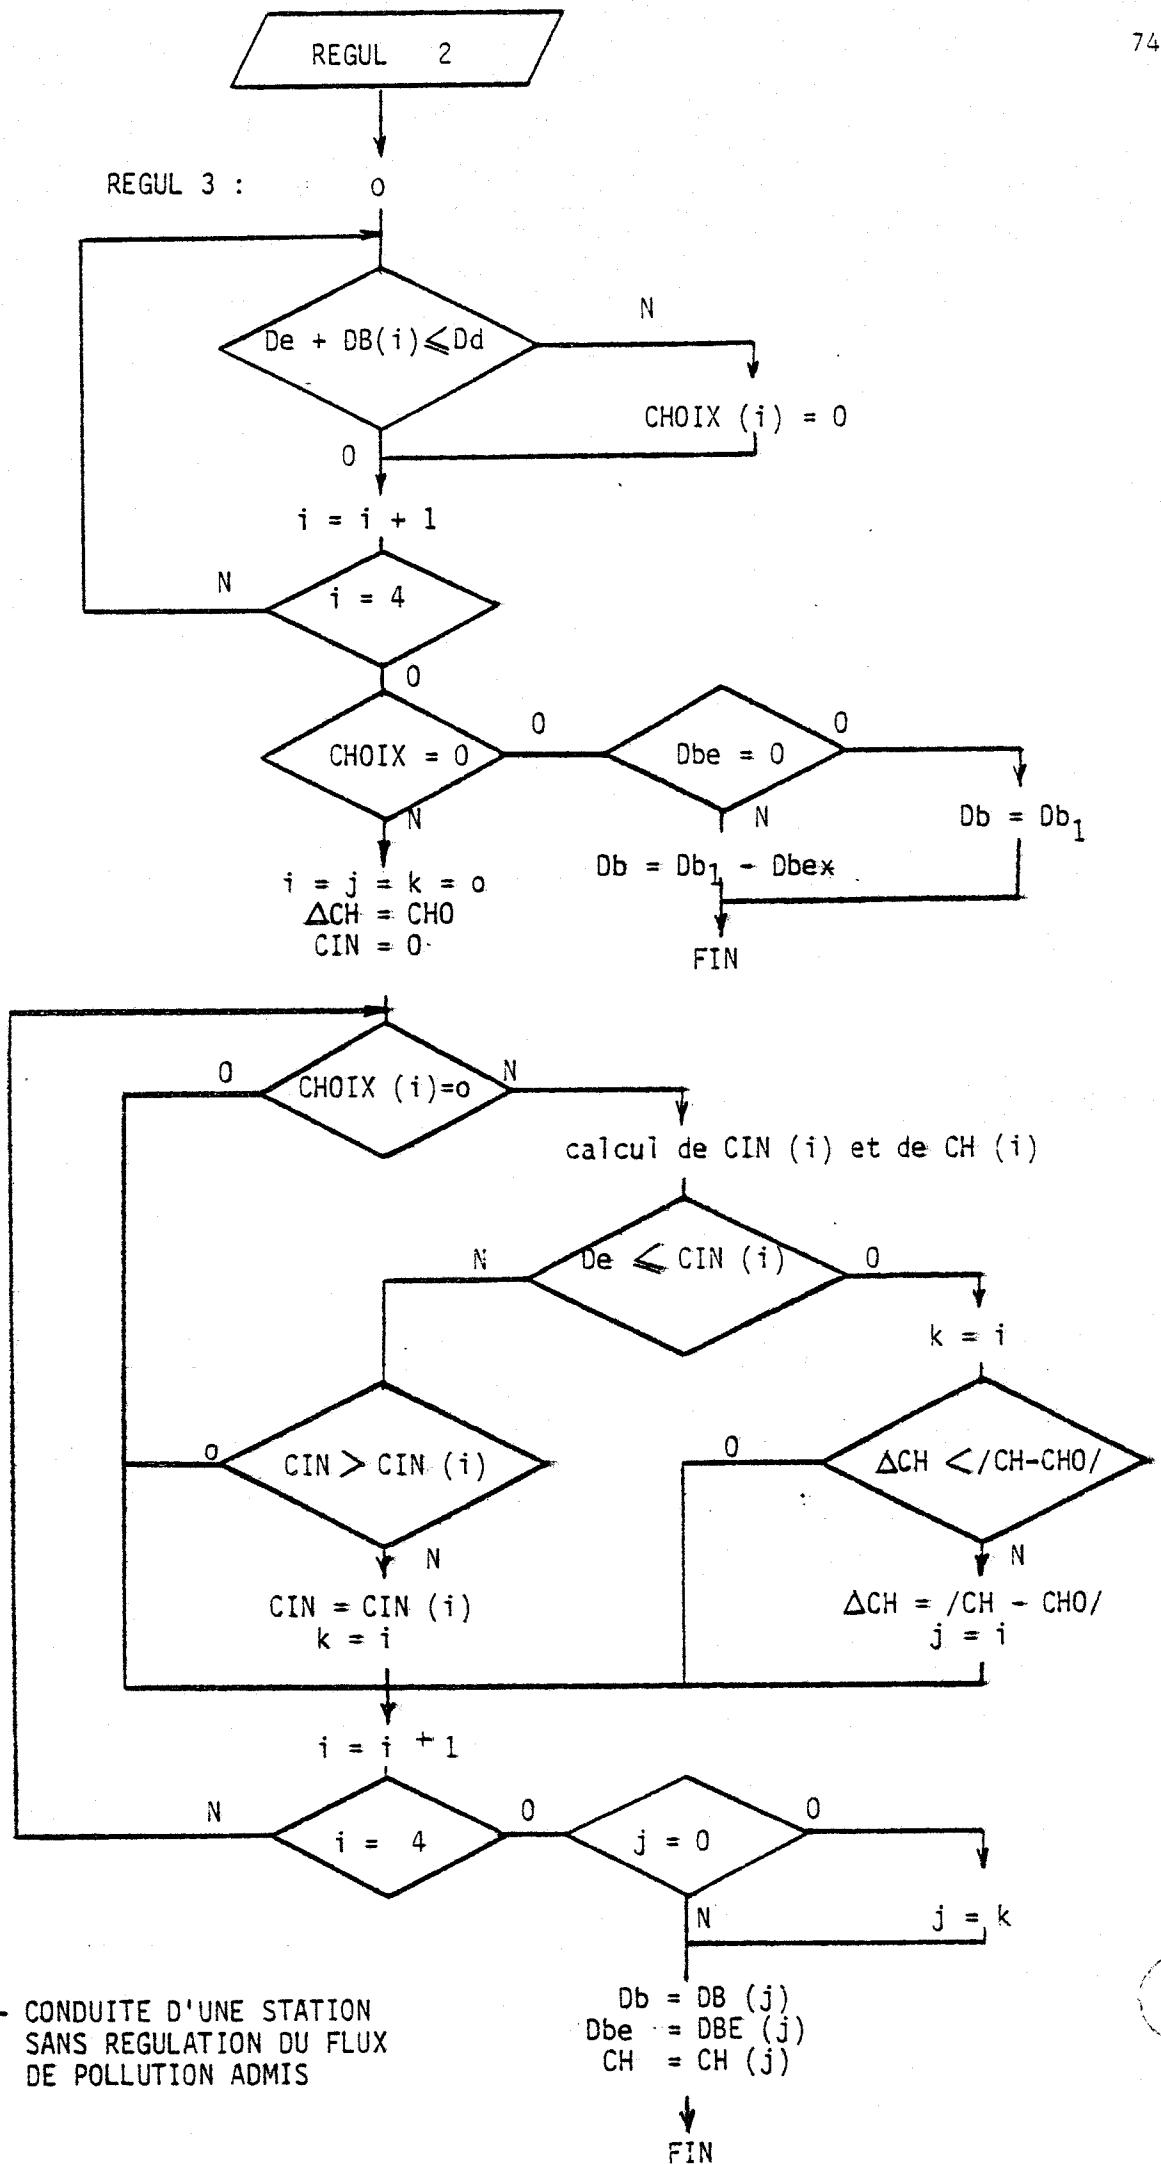 74
REGUL 2
REGUL 3 : o
De + DB(i) ⩽ Dd
N
CHOIX (i) = 0
O
i = i + 1
N
i = 4
O
CHOIX = 0
O
Dbe = 0
O
N
N
Db = Db1
Db = Db1 - Dbex
i = j = k = o
ΔCH = CHO
CIN = 0
FIN
O
CHOIX (i)=o
N
calcul de CIN (i) et de CH (i)
N
De ⩽ CIN (i)
O
k = i
o
CIN > CIN (i)
O
ΔCH </CH-CHO/
N
N
CIN = CIN (i)
k = i
ΔCH = /CH - CHO/
j = i
i = i + 1
N
i = 4
O
j = 0
O
N
j = k
- CONDUITE D'UNE STATION
SANS REGULATION DU FLUX
DE POLLUTION ADMIS
Db = DB (j)
Dbe = DBE (j)
CH = CH (j)
FIN